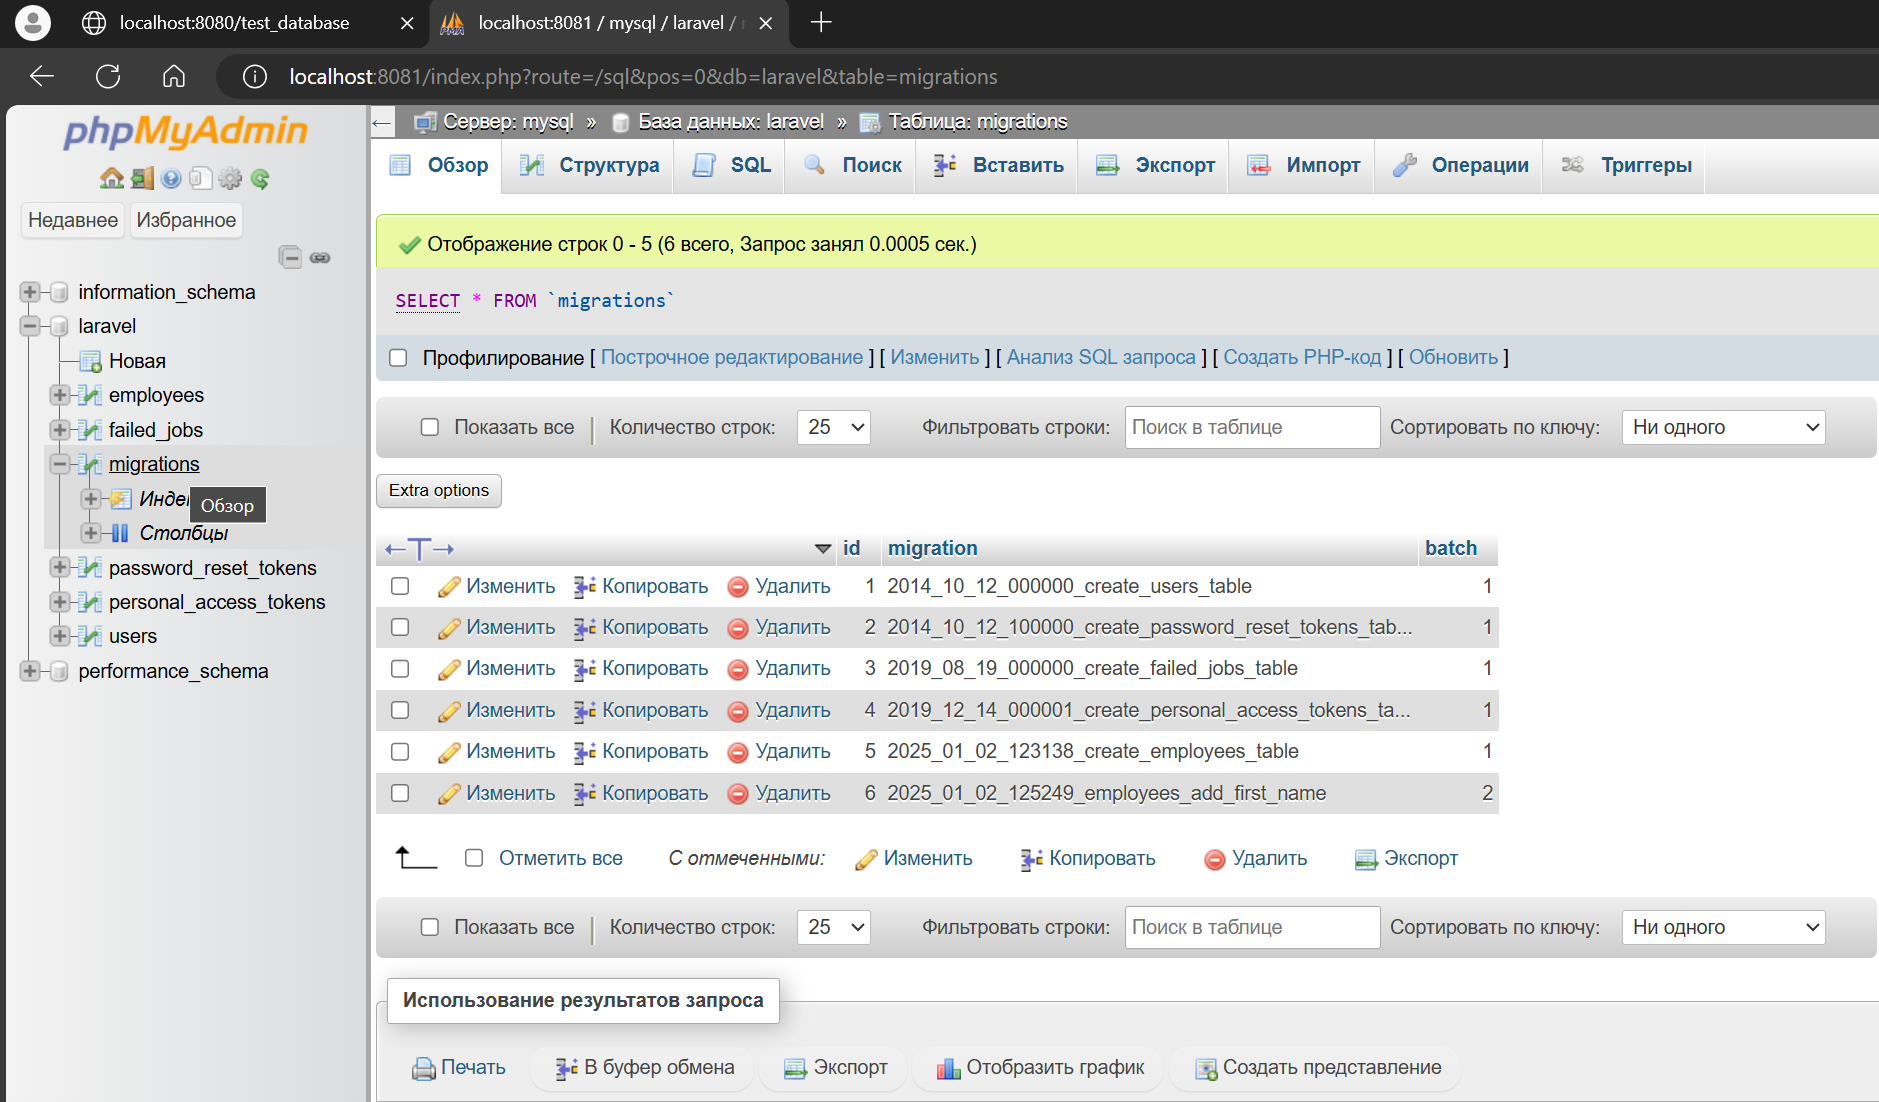 localhost:8080/test_database
localhost:8081 / mysql / laravel /
localhost:8081/index.php?route=/sql&pos=0&db=laravel&table=migrations
phpMyAdmin
Недавнее Избранное
information_schema
laravel
Новая
employees
failed_jobs
migrations
Обзор
Столбцы
password_reset_tokens
personal_access_tokens
users
performance_schema
Сервер: mysql » База данных: laravel » Таблица: migrations
Обзор Структура SQL Поиск Вставить Экспорт Импорт Операции Триггеры
Отображение строк 0 - 5 (6 всего, Запрос занял 0.0005 сек.)
SELECT * FROM `migrations`
Профилирование [ Построчное редактирование ] [ Изменить ] [ Анализ SQL запроса ] [ Создать PHP-код ] [ Обновить ]
Показать все Количество строк: 25 Фильтровать строки: Поиск в таблице Сортировать по ключу: Ни одного
Extra options
←T→ id migration batch
Изменить Копировать Удалить 1 2014_10_12_000000_create_users_table 1
Изменить Копировать Удалить 2 2014_10_12_100000_create_password_reset_tokens_tab... 1
Изменить Копировать Удалить 3 2019_08_19_000000_create_failed_jobs_table 1
Изменить Копировать Удалить 4 2019_12_14_000001_create_personal_access_tokens_ta... 1
Изменить Копировать Удалить 5 2025_01_02_123138_create_employees_table 1
Изменить Копировать Удалить 6 2025_01_02_125249_employees_add_first_name 2
Отметить все С отмеченными: Изменить Копировать Удалить Экспорт
Показать все Количество строк: 25 Фильтровать строки: Поиск в таблице Сортировать по ключу: Ни одного
Использование результатов запроса
Печать В буфер обмена Экспорт Отобразить график Создать представление